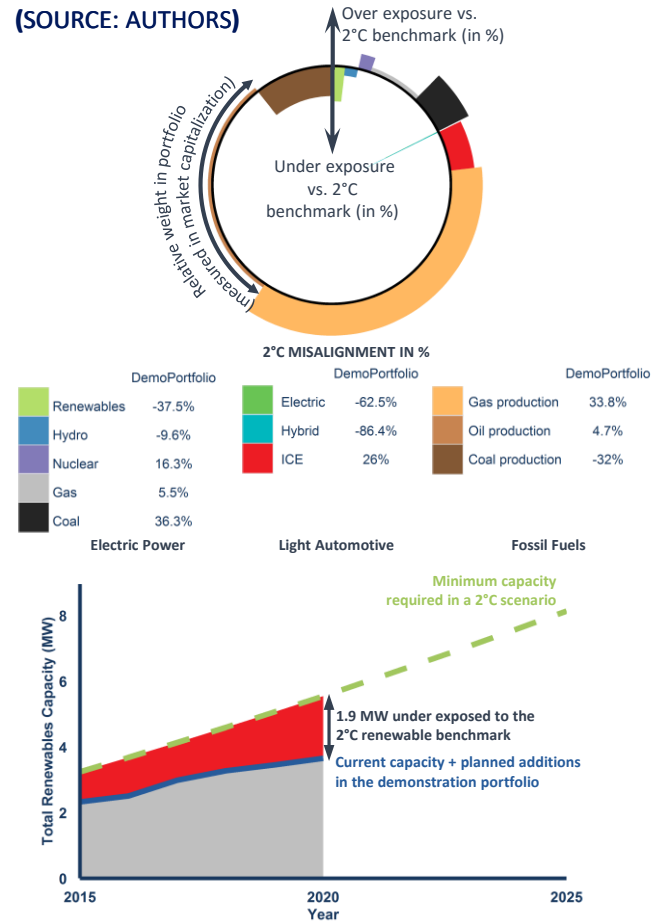 (SOURCE: AUTHORS)
Over exposure vs.
2°C benchmark (in %)
Under exposure
vs. 2°C
benchmark (in %)
Relative weight in portfolio
(measured in market capitalization)
2°C MISALIGNMENT IN %
DemoPortfolio
Renewables -37.5%
Hydro -9.6%
Nuclear 16.3%
Gas 5.5%
Coal 36.3%
Electric Power
DemoPortfolio
Electric -62.5%
Hybrid -86.4%
ICE 26%
Light Automotive
DemoPortfolio
Gas production 33.8%
Oil production 4.7%
Coal production -32%
Fossil Fuels
Total Renewables Capacity (MW)
8
6
4
2
0
Minimum capacity
required in a 2°C scenario
1.9 MW under exposed to the
2°C renewable benchmark
Current capacity + planned additions
in the demonstration portfolio
2015 2020 2025
Year